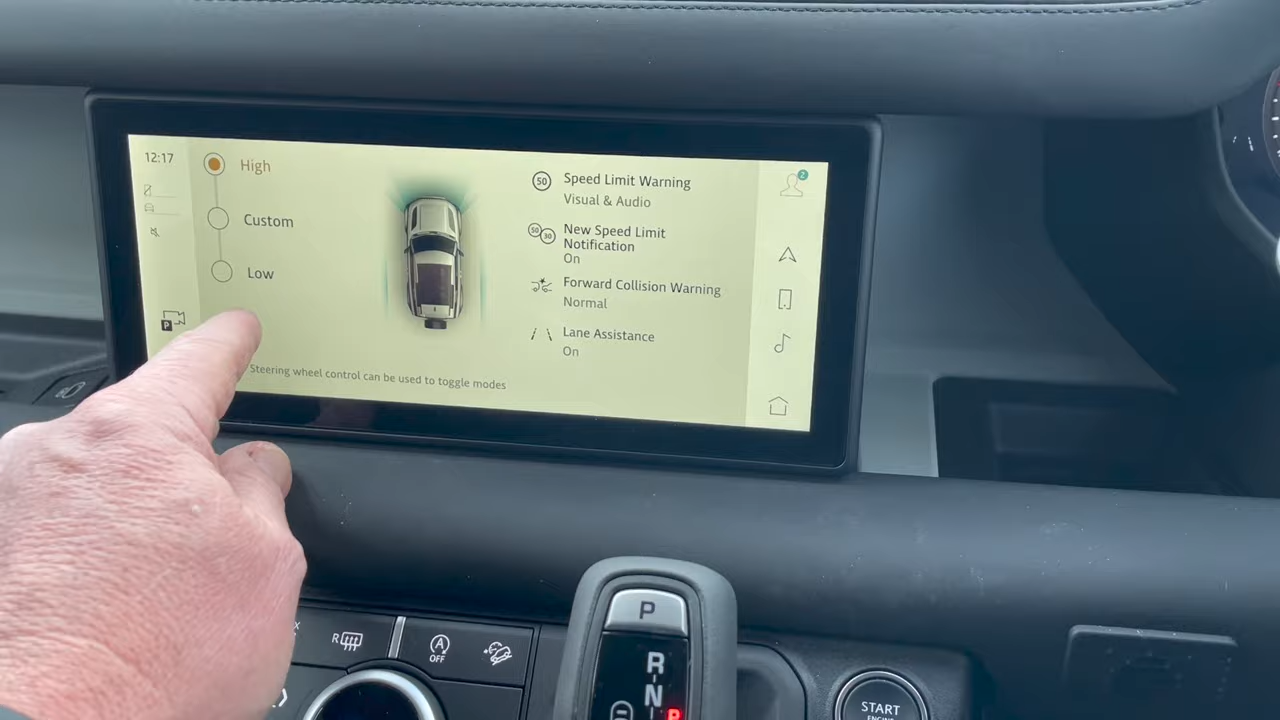 12:17
High
Custom
Low
50
Speed Limit Warning
Visual & Audio
50 30
New Speed Limit
Notification
On
Forward Collision Warning
Normal
Lane Assistance
On
2
P
Steering wheel control can be used to toggle modes
R
A
OFF
P
R
N
P
START
ENGINE